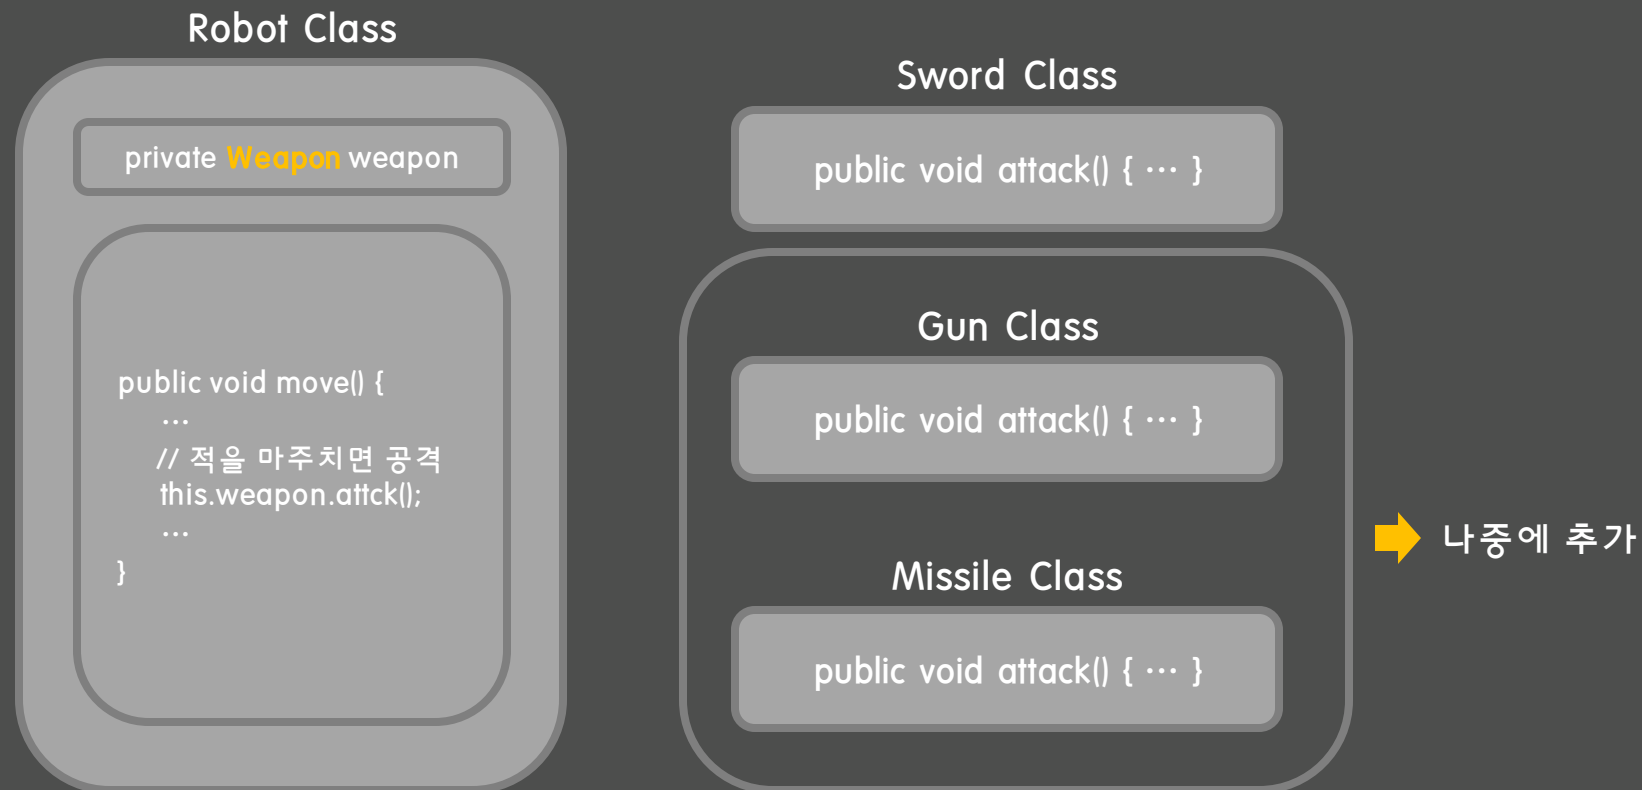 Robot Class
private Weapon weapon
public void move() {
...
// 적을 마주치면 공격
this.weapon.attck();
...
}
Sword Class
public void attack() { ... }
Gun Class
public void attack() { ... }
Missile Class
public void attack() { ... }
나중에 추가